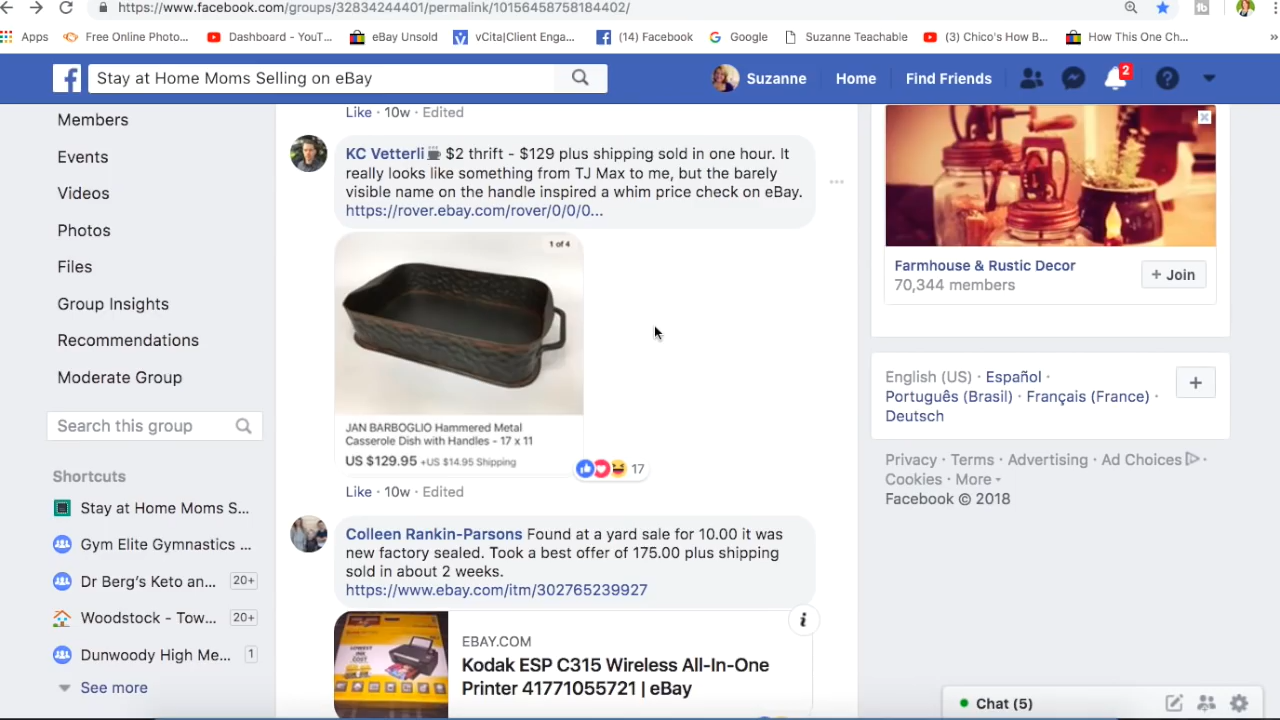 https://www.facebook.com/groups/32834244401/permalink/10156458758184402/
Apps
Free Online Photo...
Dashboard - YouT...
eBay Unsold
vCita|Client Enga...
(14) Facebook
Google
Suzanne Teachable
(3) Chico's How B...
How This One Ch...
»
Stay at Home Moms Selling on eBay
Suzanne
Home
Find Friends
2
Members
Events
Videos
Photos
Files
Group Insights
Recommendations
Moderate Group
Search this group
Shortcuts
Stay at Home Moms S...
Gym Elite Gymnastics ...
Dr Berg's Keto an... 20+
Woodstock - Tow... 20+
Dunwoody High Me... 1
See more
Like · 10w · Edited
KC Vetterli $2 thrift - $129 plus shipping sold in one hour. It
really looks like something from TJ Max to me, but the barely
visible name on the handle inspired a whim price check on eBay.
https://rover.ebay.com/rover/0/0/0...
1 of 4
JAN BARBOGLIO Hammered Metal
Casserole Dish with Handles - 17 x 11
US $129.95 +US $14.95 Shipping
17
Like · 10w · Edited
Colleen Rankin-Parsons Found at a yard sale for 10.00 it was
new factory sealed. Took a best offer of 175.00 plus shipping
sold in about 2 weeks.
https://www.ebay.com/itm/302765239927
EBAY.COM
Kodak ESP C315 Wireless All-In-One
Printer 41771055721 | eBay
Farmhouse & Rustic Decor
70,344 members
+ Join
English (US) · Español ·
Português (Brasil) · Français (France) ·
Deutsch
Privacy · Terms · Advertising · Ad Choices ·
Cookies · More
Facebook © 2018
Chat (5)